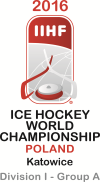 2016
IIHF
ICE HOCKEY
WORLD
CHAMPIONSHIP
POLAND
Katowice
Division I - Group A